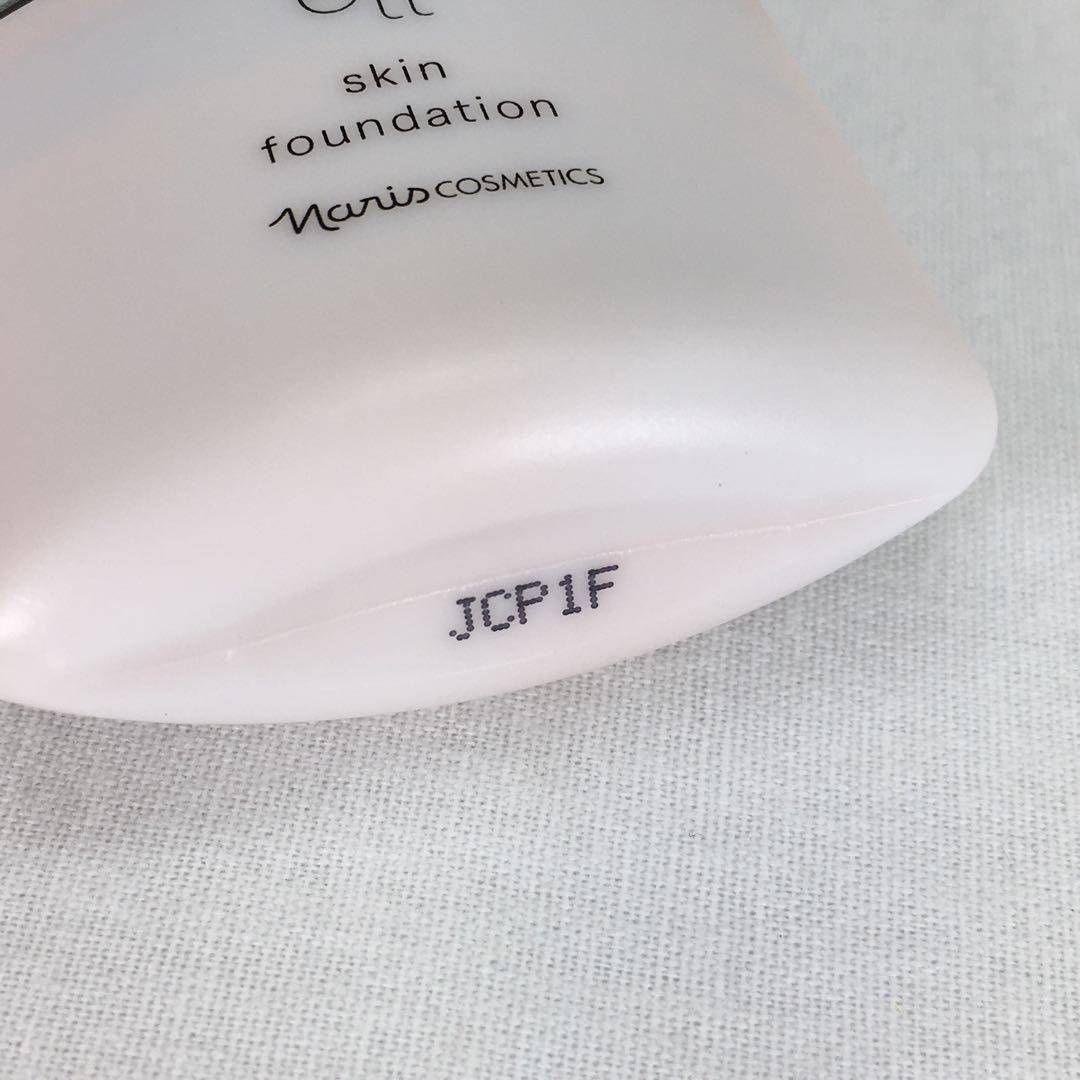 skin
foundation
Naris COSMETICS
JCP1F